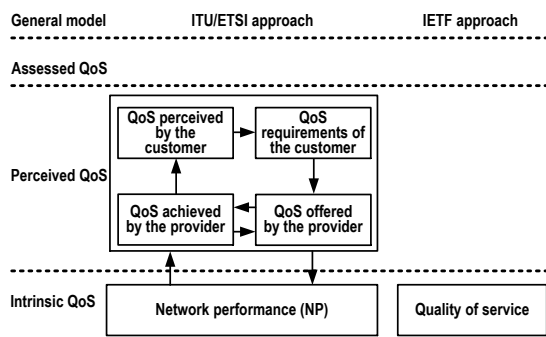 General model ITU/ETSI approach IETF approach
Assessed QoS
Perceived QoS
QoS perceived
by the
customer
QoS
requirements of
the customer
QoS achieved
by the provider
QoS offered
by the provider
Intrinsic QoS
Network performance (NP)
Quality of service